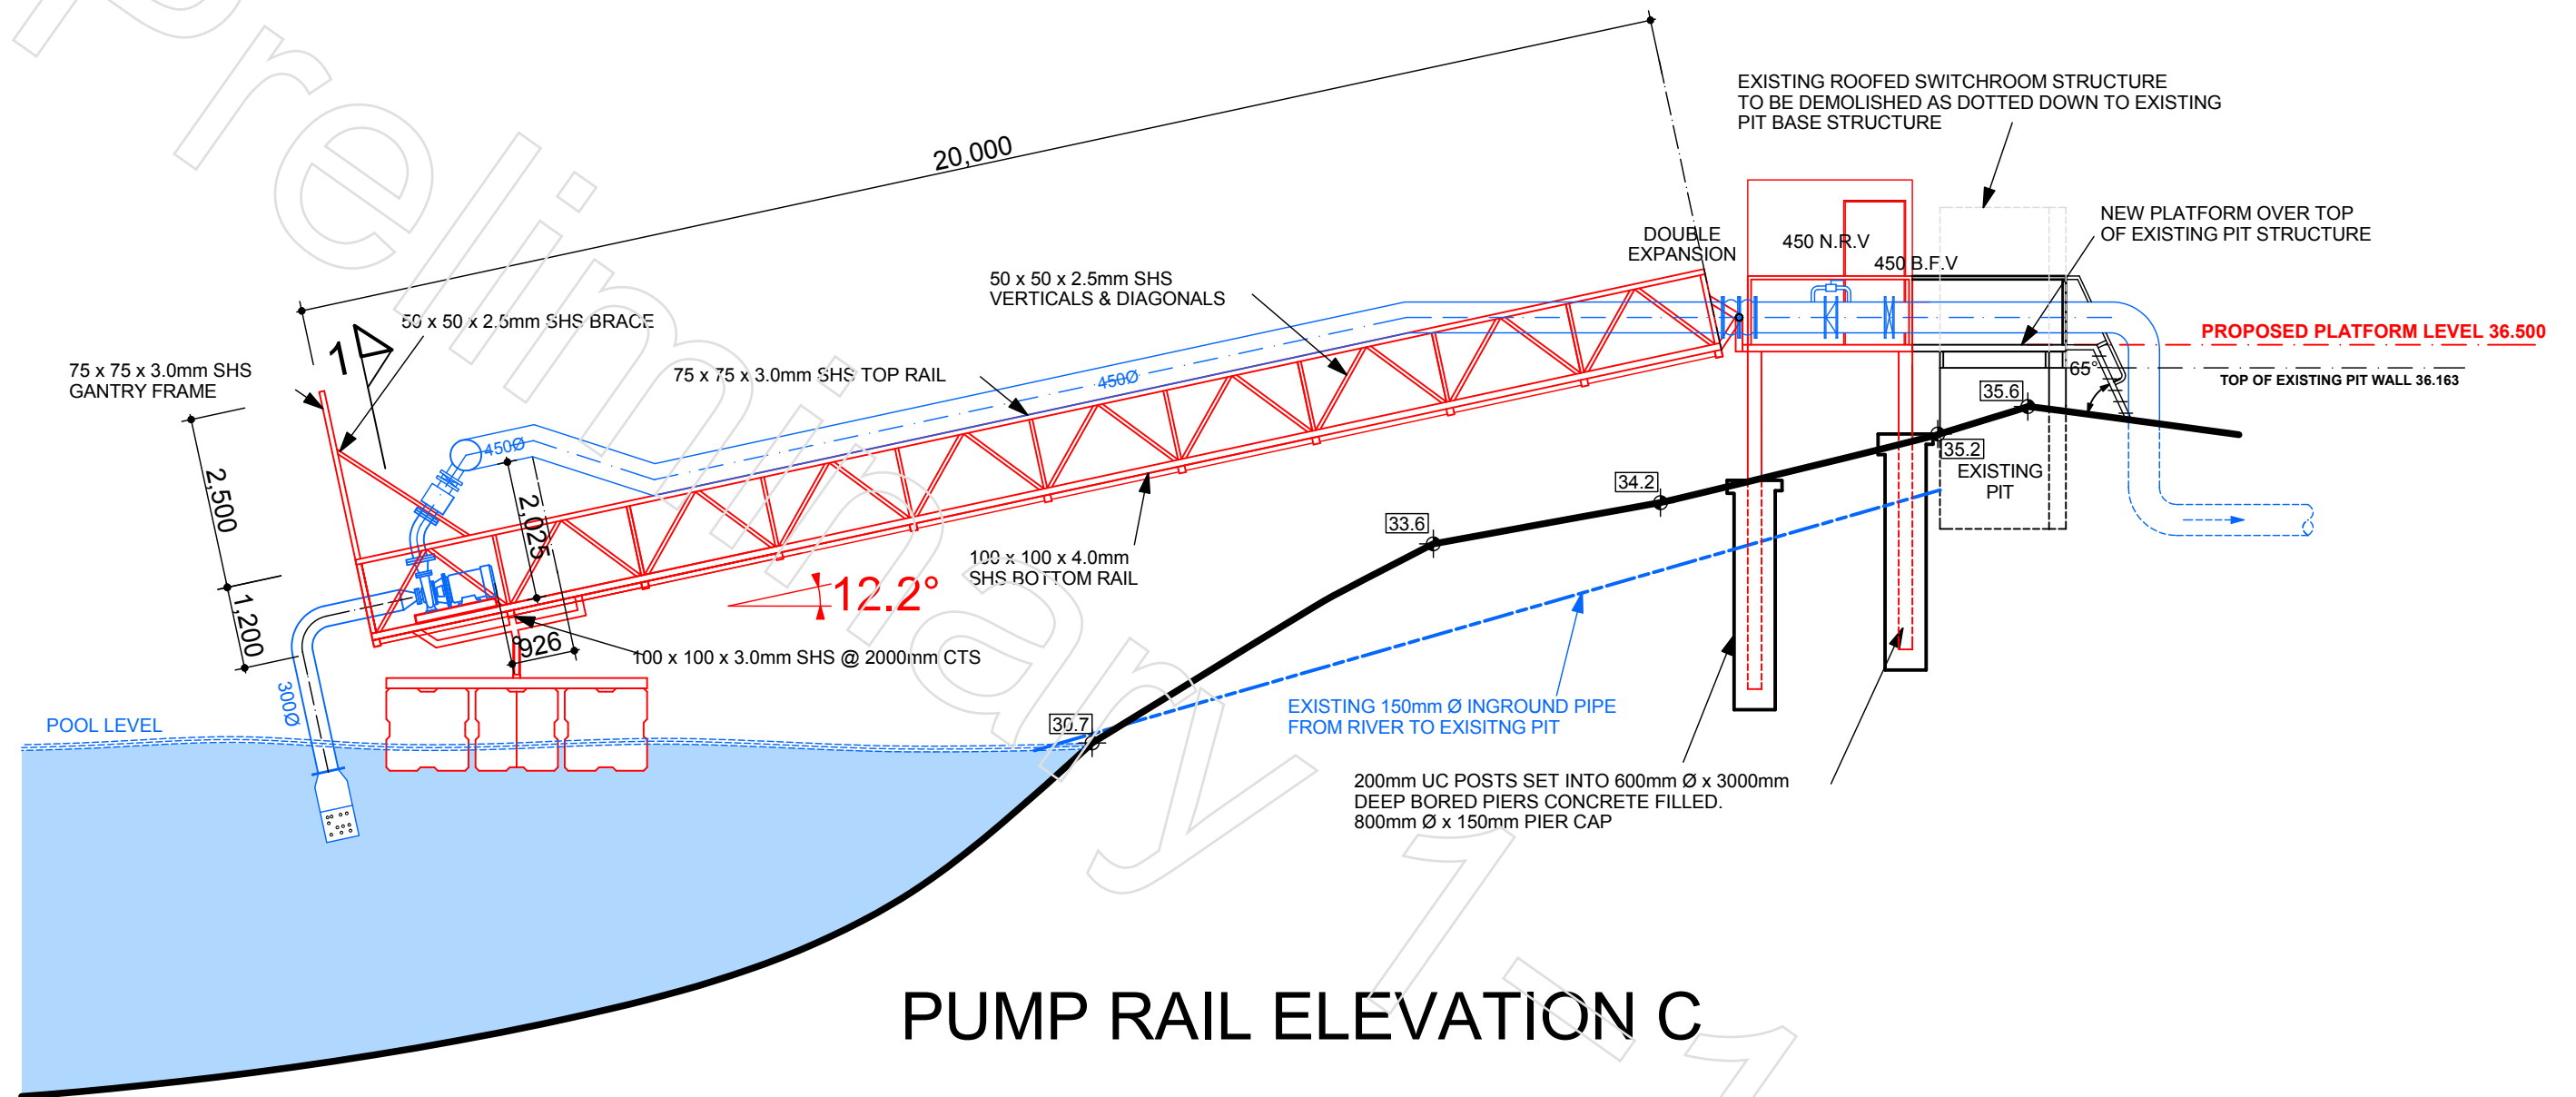 Preliminary 1-1
20,000
EXISTING ROOFED SWITCHROOM STRUCTURE
TO BE DEMOLISHED AS DOTTED DOWN TO EXISTING
PIT BASE STRUCTURE
NEW PLATFORM OVER TOP
OF EXISTING PIT STRUCTURE
DOUBLE
EXPANSION
450 N.R.V
450 B.F.V
50 x 50 x 2.5mm SHS
VERTICALS & DIAGONALS
50 x 50 x 2.5mm SHS BRACE
1
75 x 75 x 3.0mm SHS
GANTRY FRAME
75 x 75 x 3.0mm SHS TOP RAIL
450Ø
PROPOSED PLATFORM LEVEL 36.500
65°
TOP OF EXISTING PIT WALL 36.163
35.6
450Ø
2,500
2,025
35.2
EXISTING
PIT
34.2
33.6
100 x 100 x 4.0mm
SHS BOTTOM RAIL
12.2°
1,200
926
100 x 100 x 3.0mm SHS @ 2000mm CTS
300Ø
POOL LEVEL
30.7
EXISTING 150mm Ø INGROUND PIPE
FROM RIVER TO EXISITNG PIT
200mm UC POSTS SET INTO 600mm Ø x 3000mm
DEEP BORED PIERS CONCRETE FILLED.
800mm Ø x 150mm PIER CAP
PUMP RAIL ELEVATION C